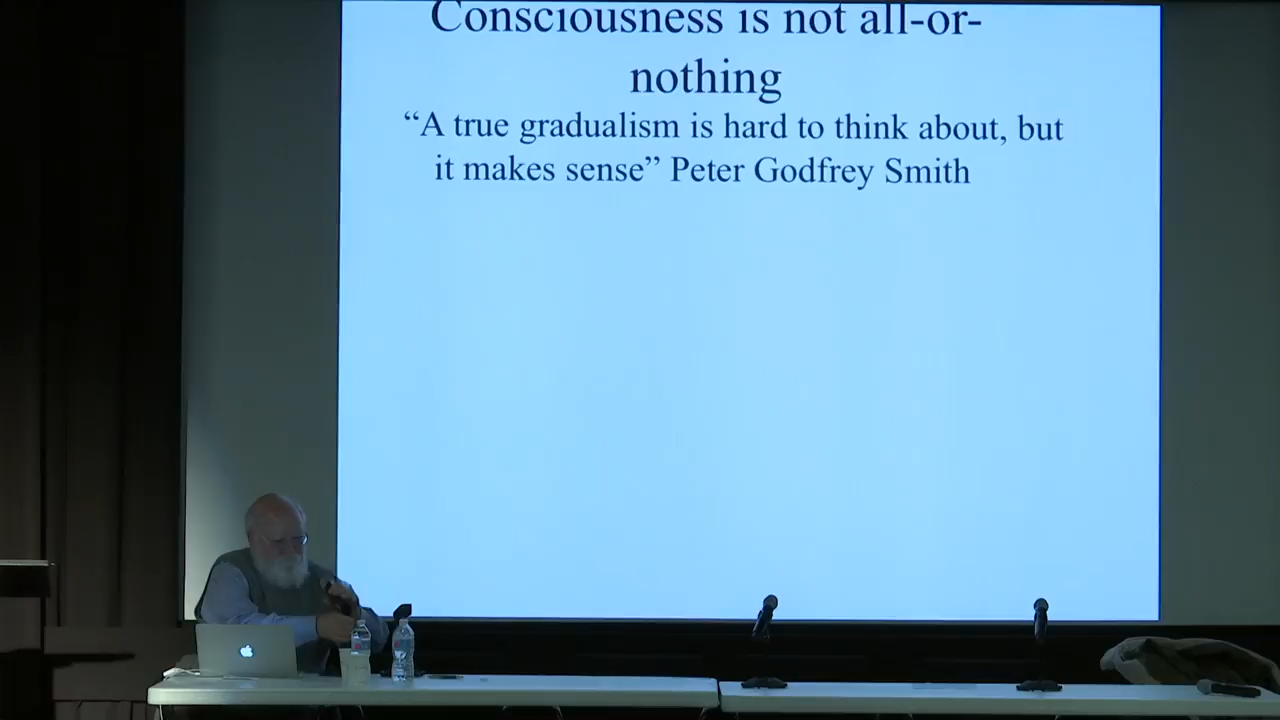 Consciousness is not all-or-
nothing
“A true gradualism is hard to think about, but
it makes sense” Peter Godfrey Smith